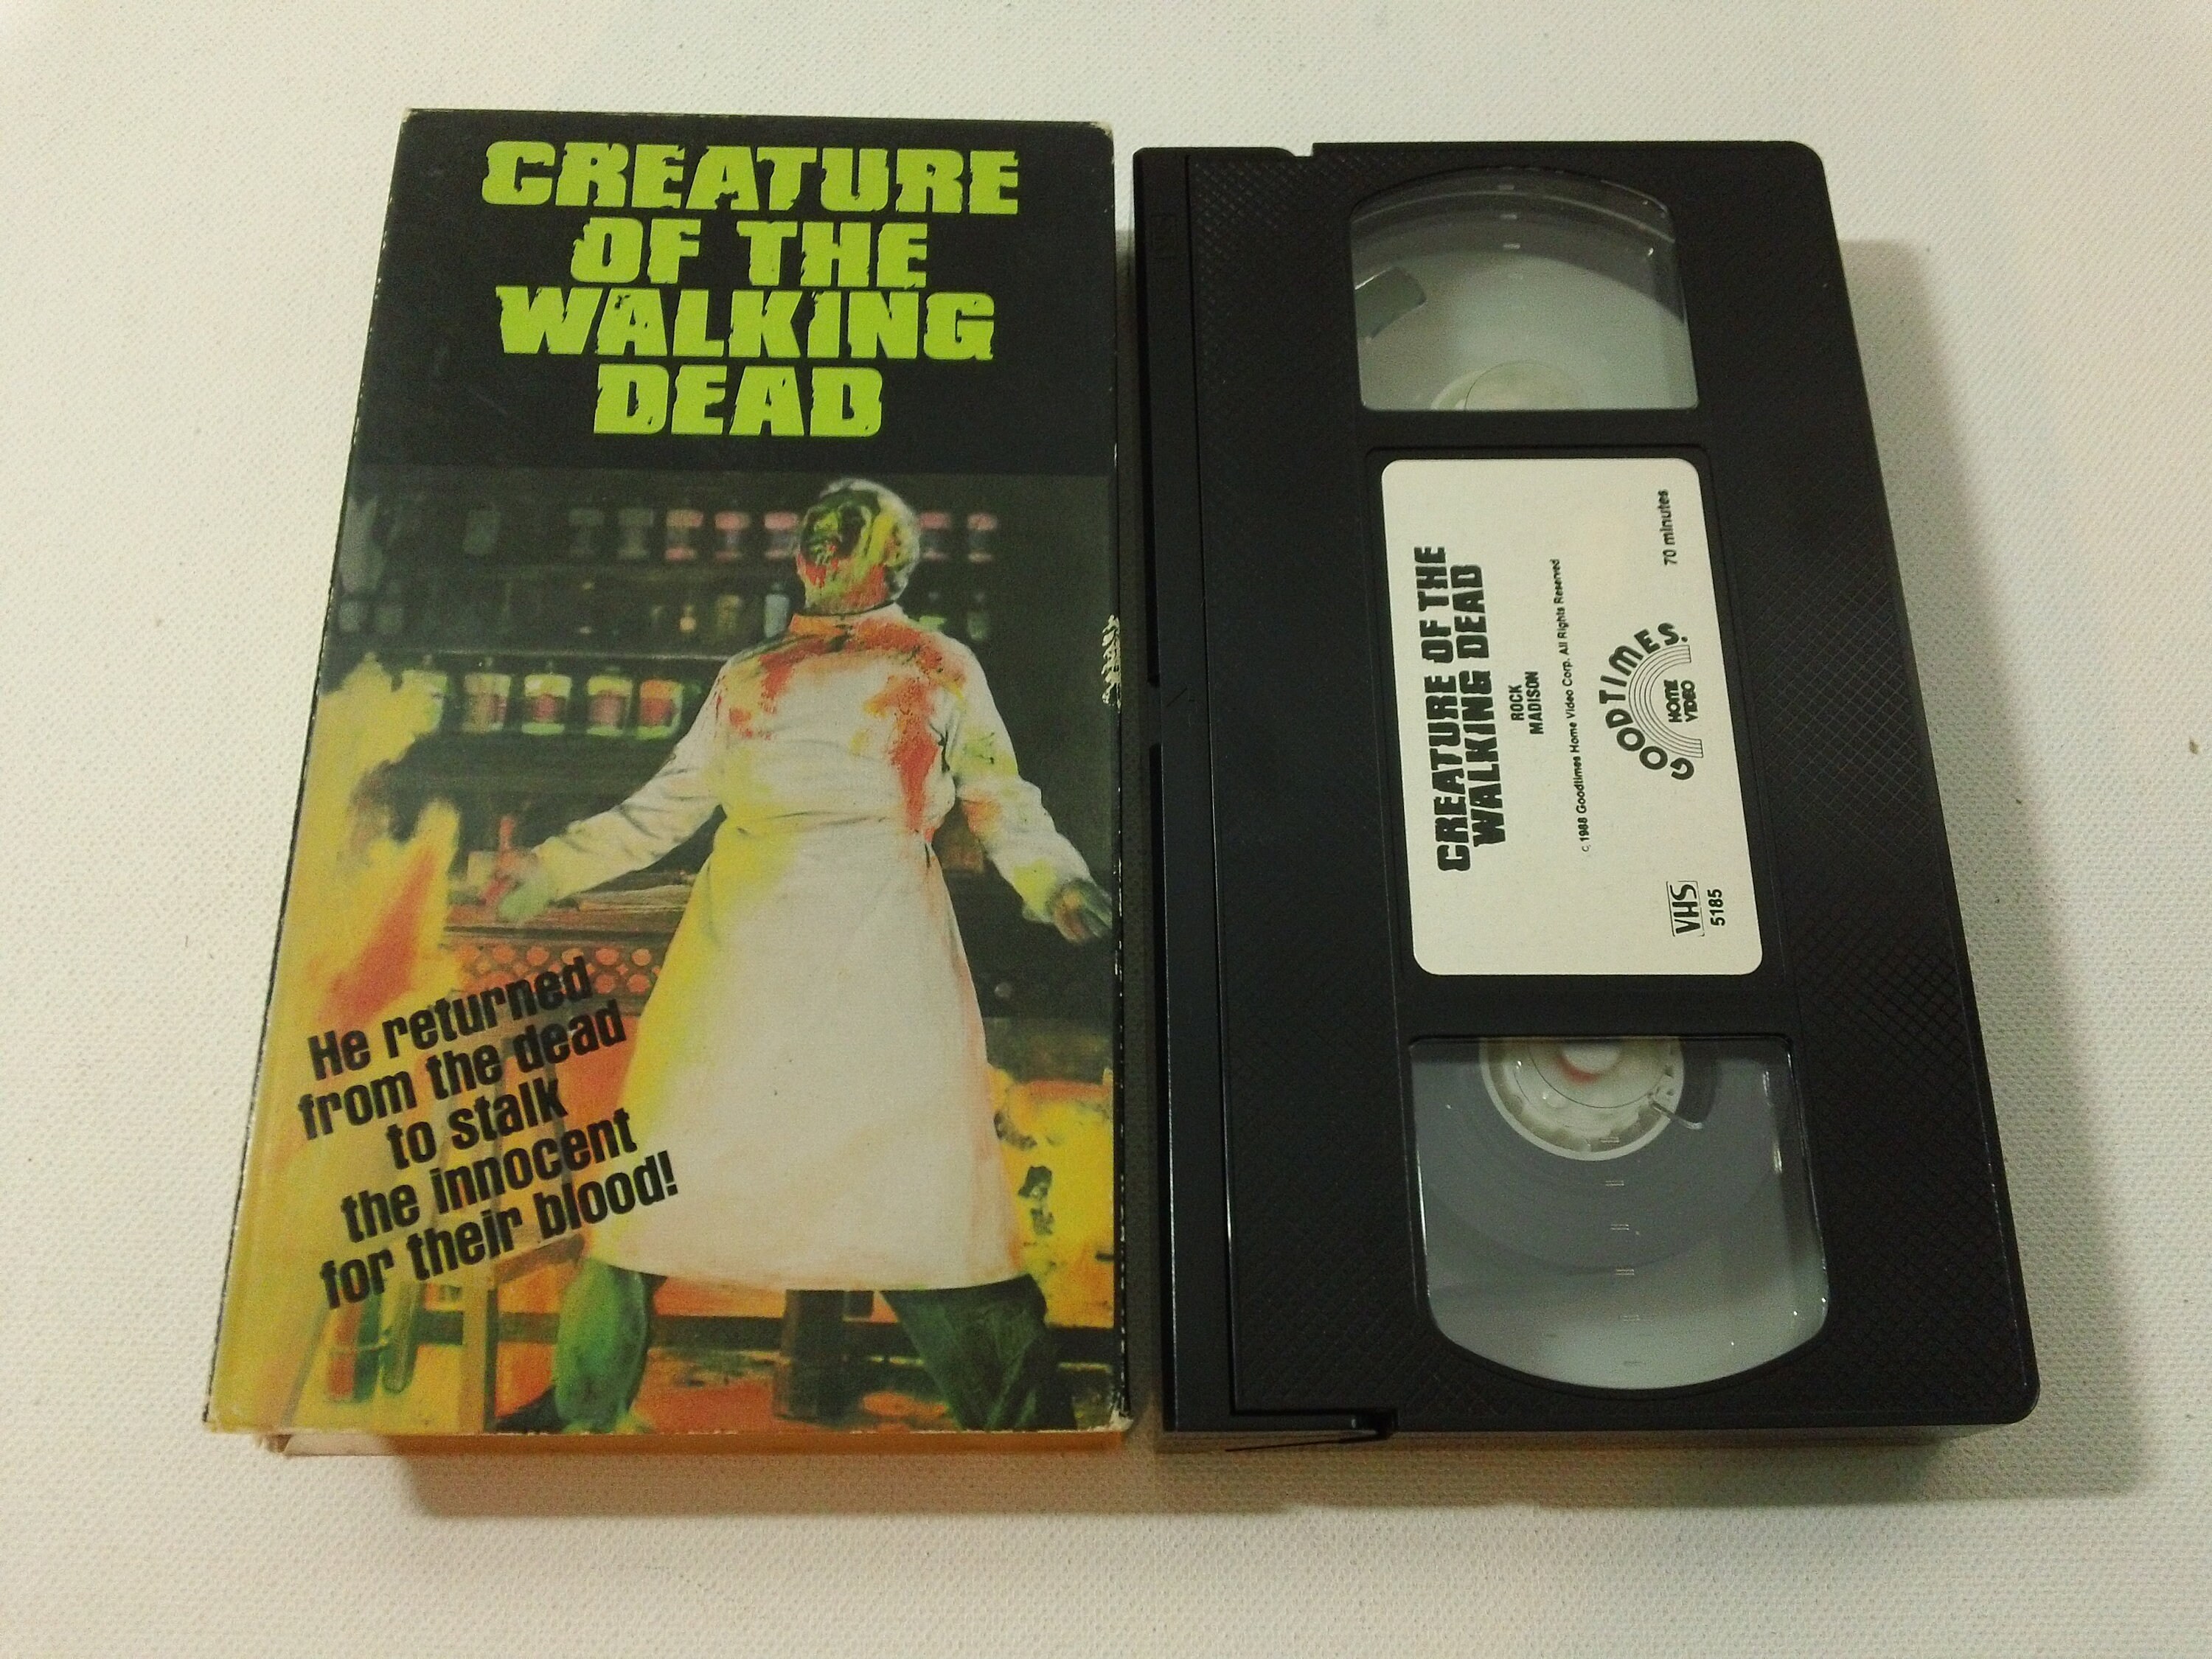 CREATURE
OF THE
WALKING
DEAD
He returned
from the dead
to stalk
the innocent
for their blood!
CREATURE OF THE
WALKING DEAD
ROCK
MADISON
c 1988 Goodtimes Home Video Corp. All Rights Reserved
GOODTIMES
HOME
VIDEO
70 minutes
VHS
5185